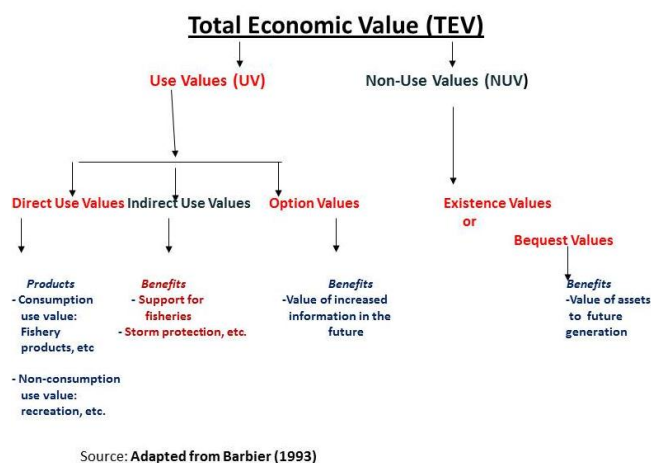 Total Economic Value (TEV)
Use Values (UV)
Non-Use Values (NUV)
Direct Use Values
Indirect Use Values
Option Values
Existence Values
or
Bequest Values
Products
- Consumption
use value:
Fishery
products, etc
- Non-consumption
use value:
recreation, etc.
Benefits
- Support for
fisheries
- Storm protection, etc.
Benefits
-Value of increased
information in the
future
Benefits
-Value of assets
to future
generation
Source: Adapted from Barbier (1993)